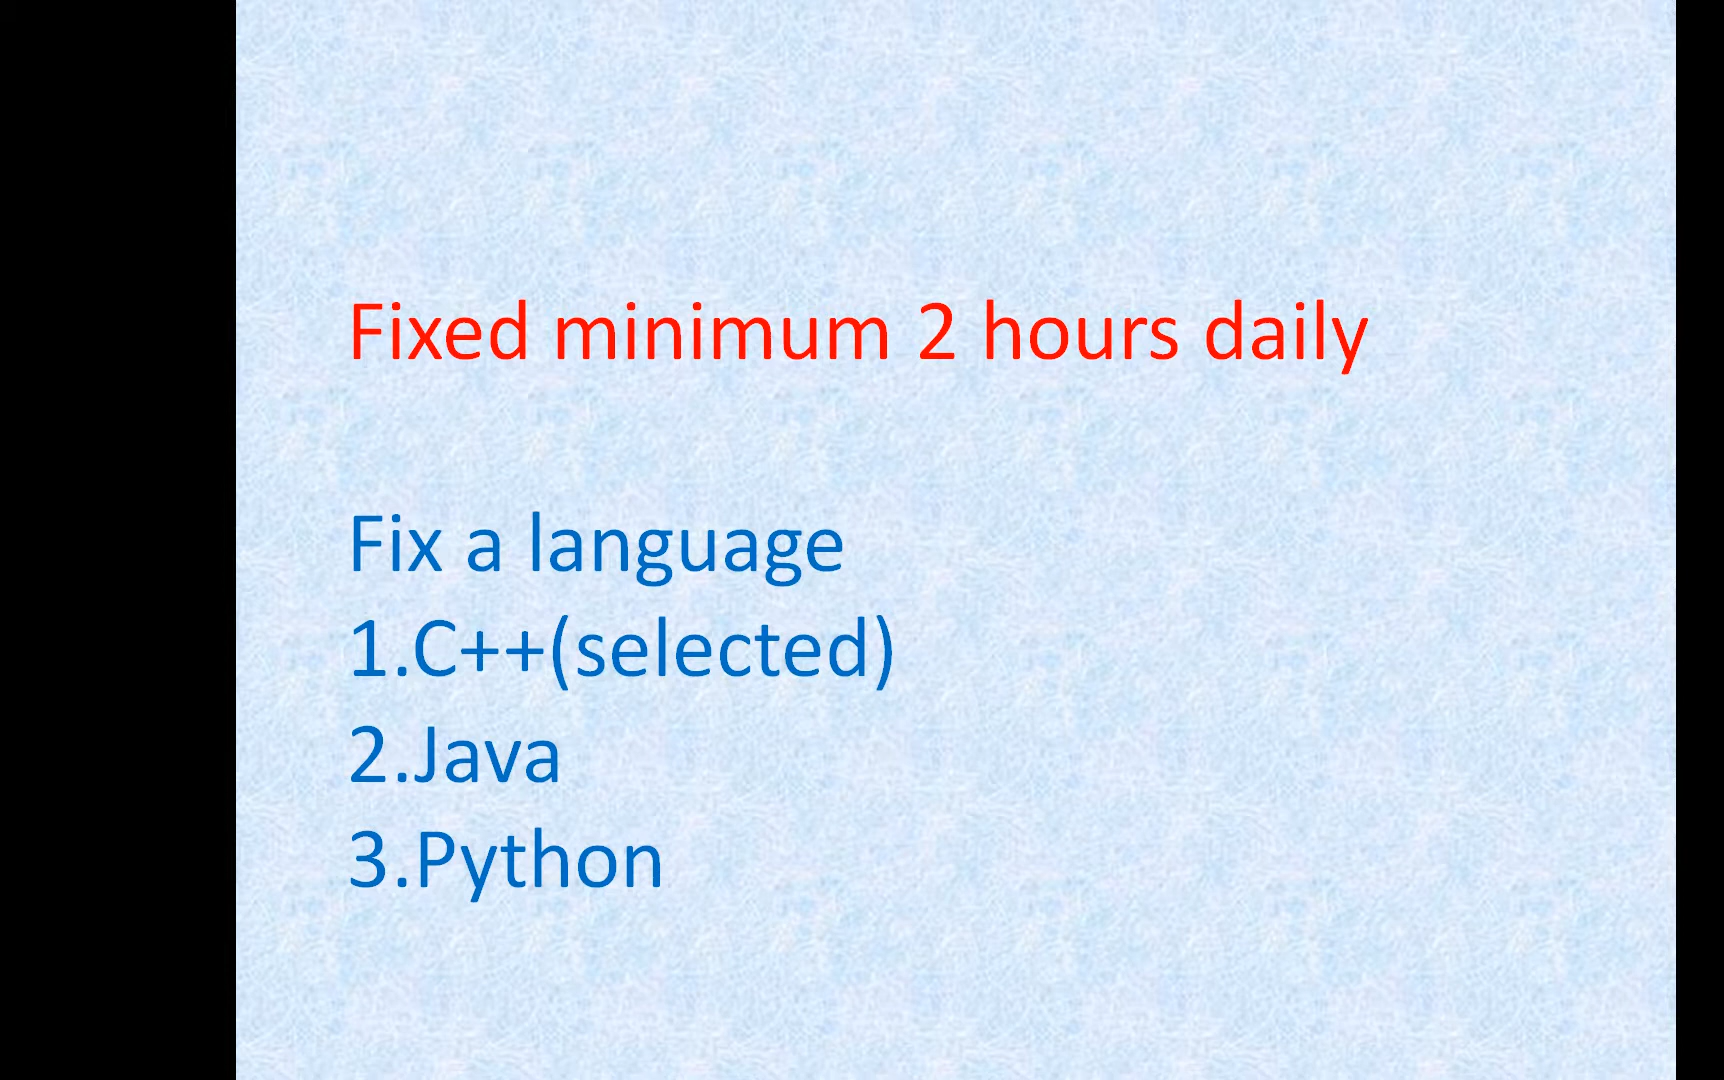 Fixed minimum 2 hours daily
Fix a language
1.C++(selected)
2.Java
3.Python